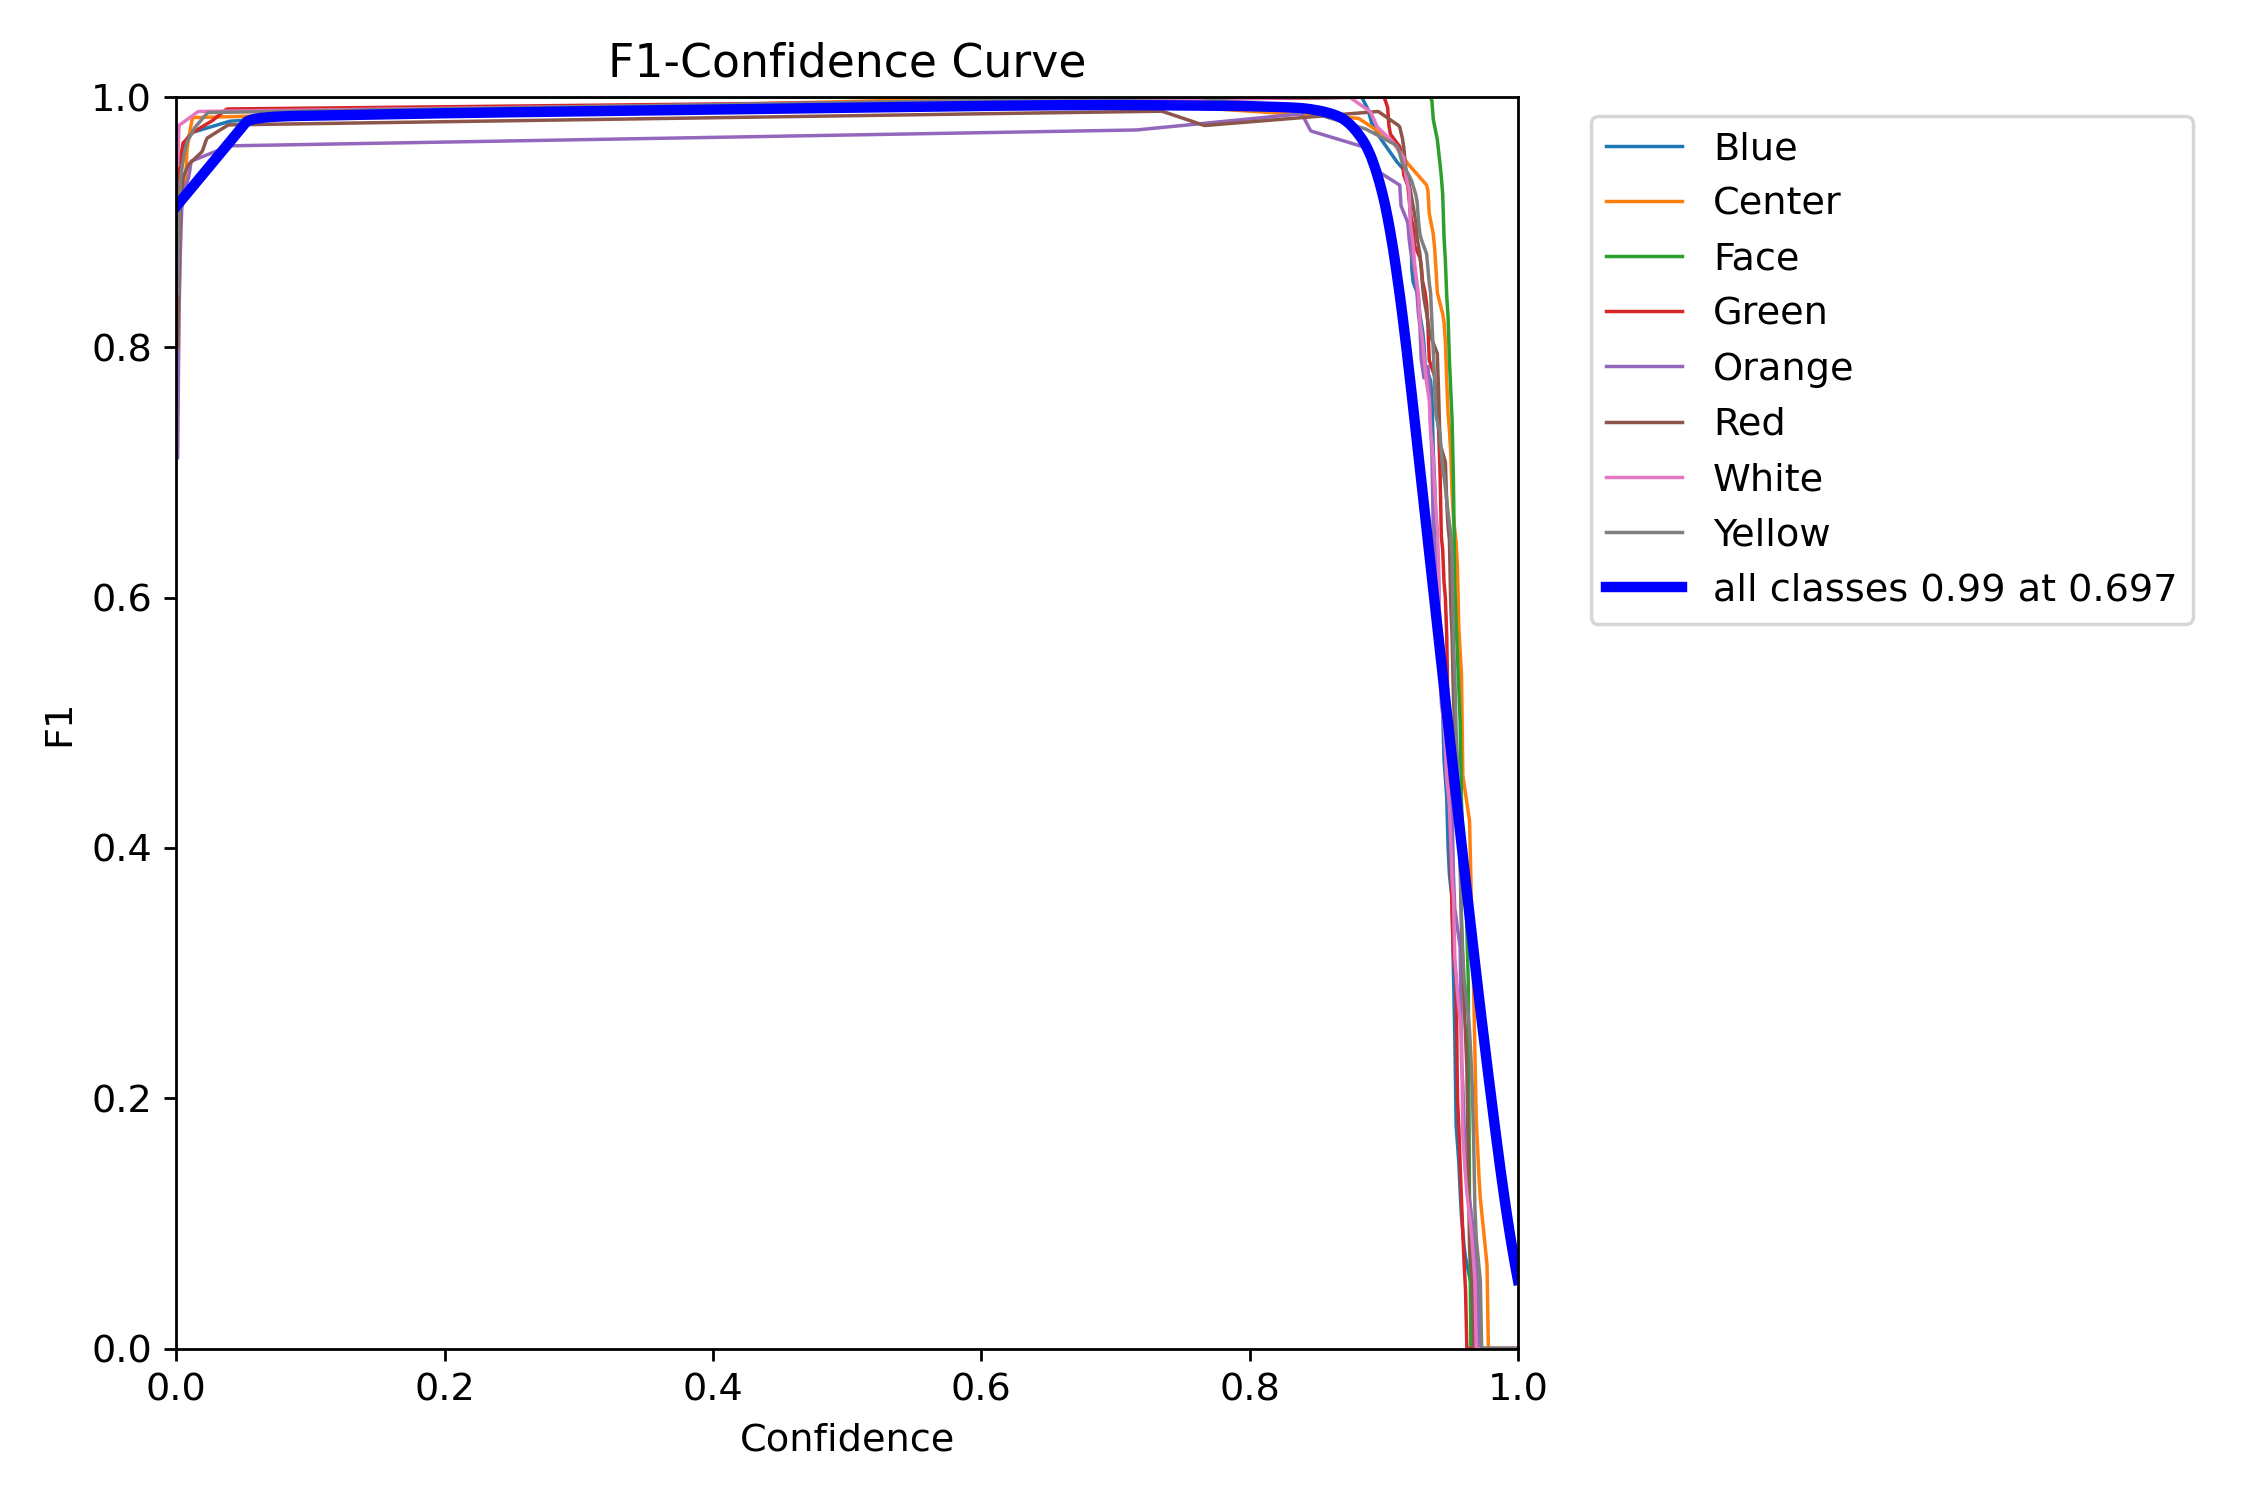 F1-Confidence Curve
1.0
0.8
0.6
0.4
0.2
0.0
F1
0.0 0.2 0.4 0.6 0.8 1.0
Confidence
Blue
Center
Face
Green
Orange
Red
White
Yellow
all classes 0.99 at 0.697